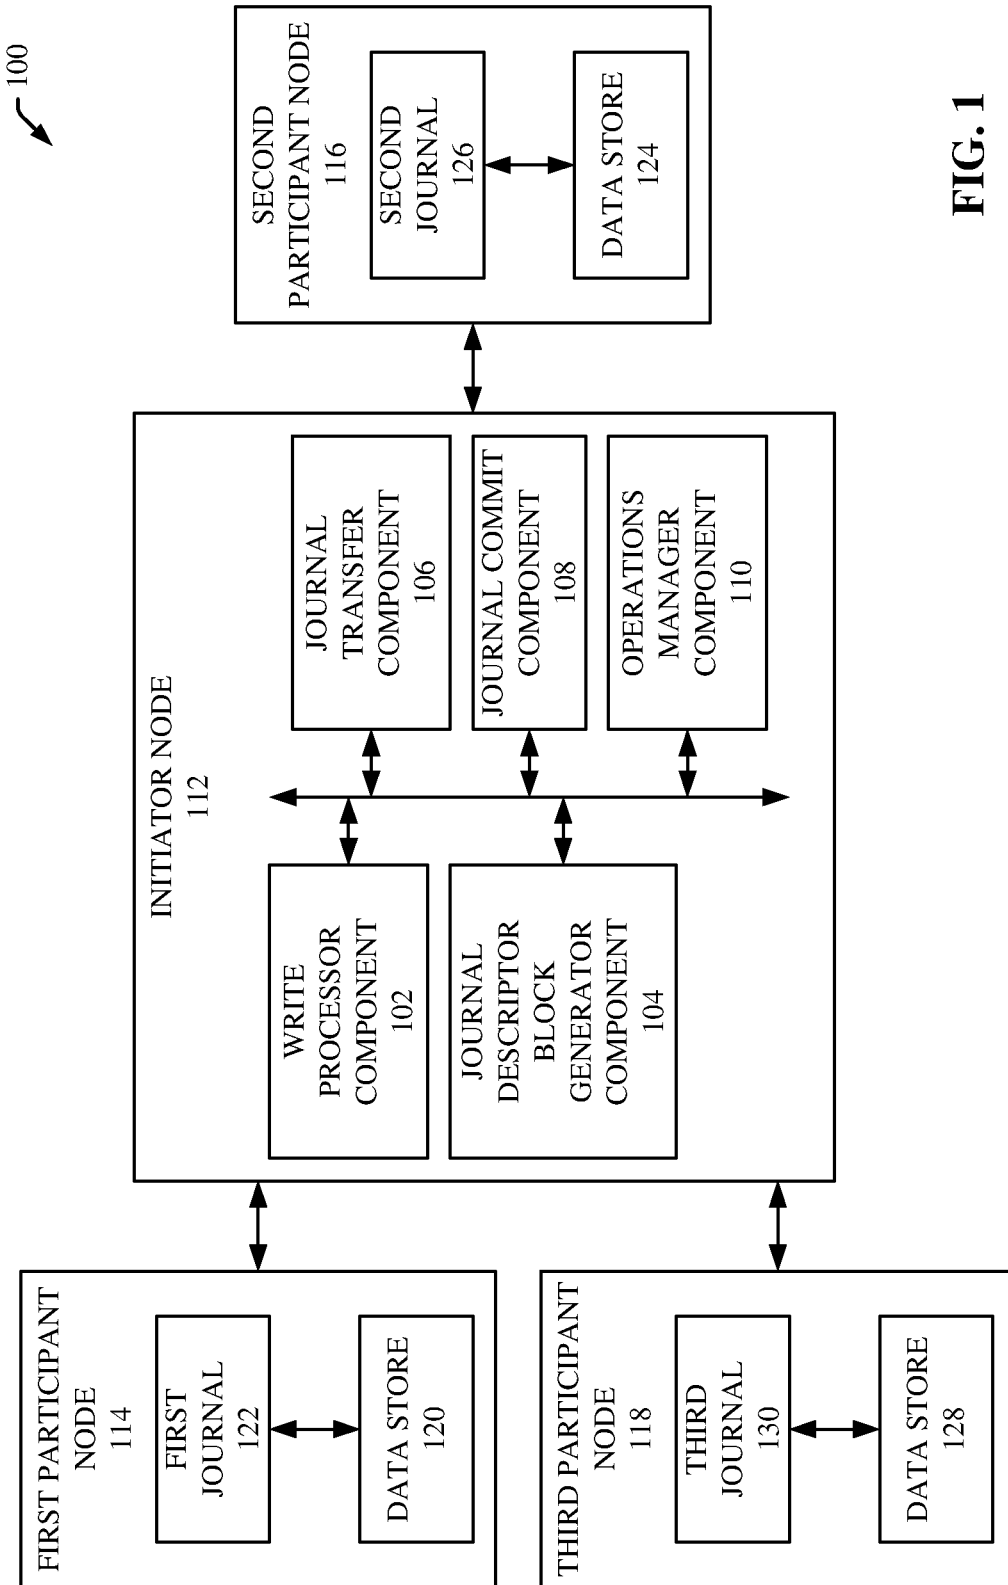 100
FIRST PARTICIPANT
NODE
114
FIRST
JOURNAL
122
DATA STORE
120
THIRD PARTICIPANT
NODE
118
THIRD
JOURNAL
130
DATA STORE
128
INITIATOR NODE
112
WRITE
PROCESSOR
COMPONENT
102
JOURNAL
DESCRIPTOR
BLOCK
GENERATOR
COMPONENT
104
JOURNAL
TRANSFER
COMPONENT
106
JOURNAL COMMIT
COMPONENT
108
OPERATIONS
MANAGER
COMPONENT
110
SECOND
PARTICIPANT NODE
116
SECOND
JOURNAL
126
DATA STORE
124
FIG. 1